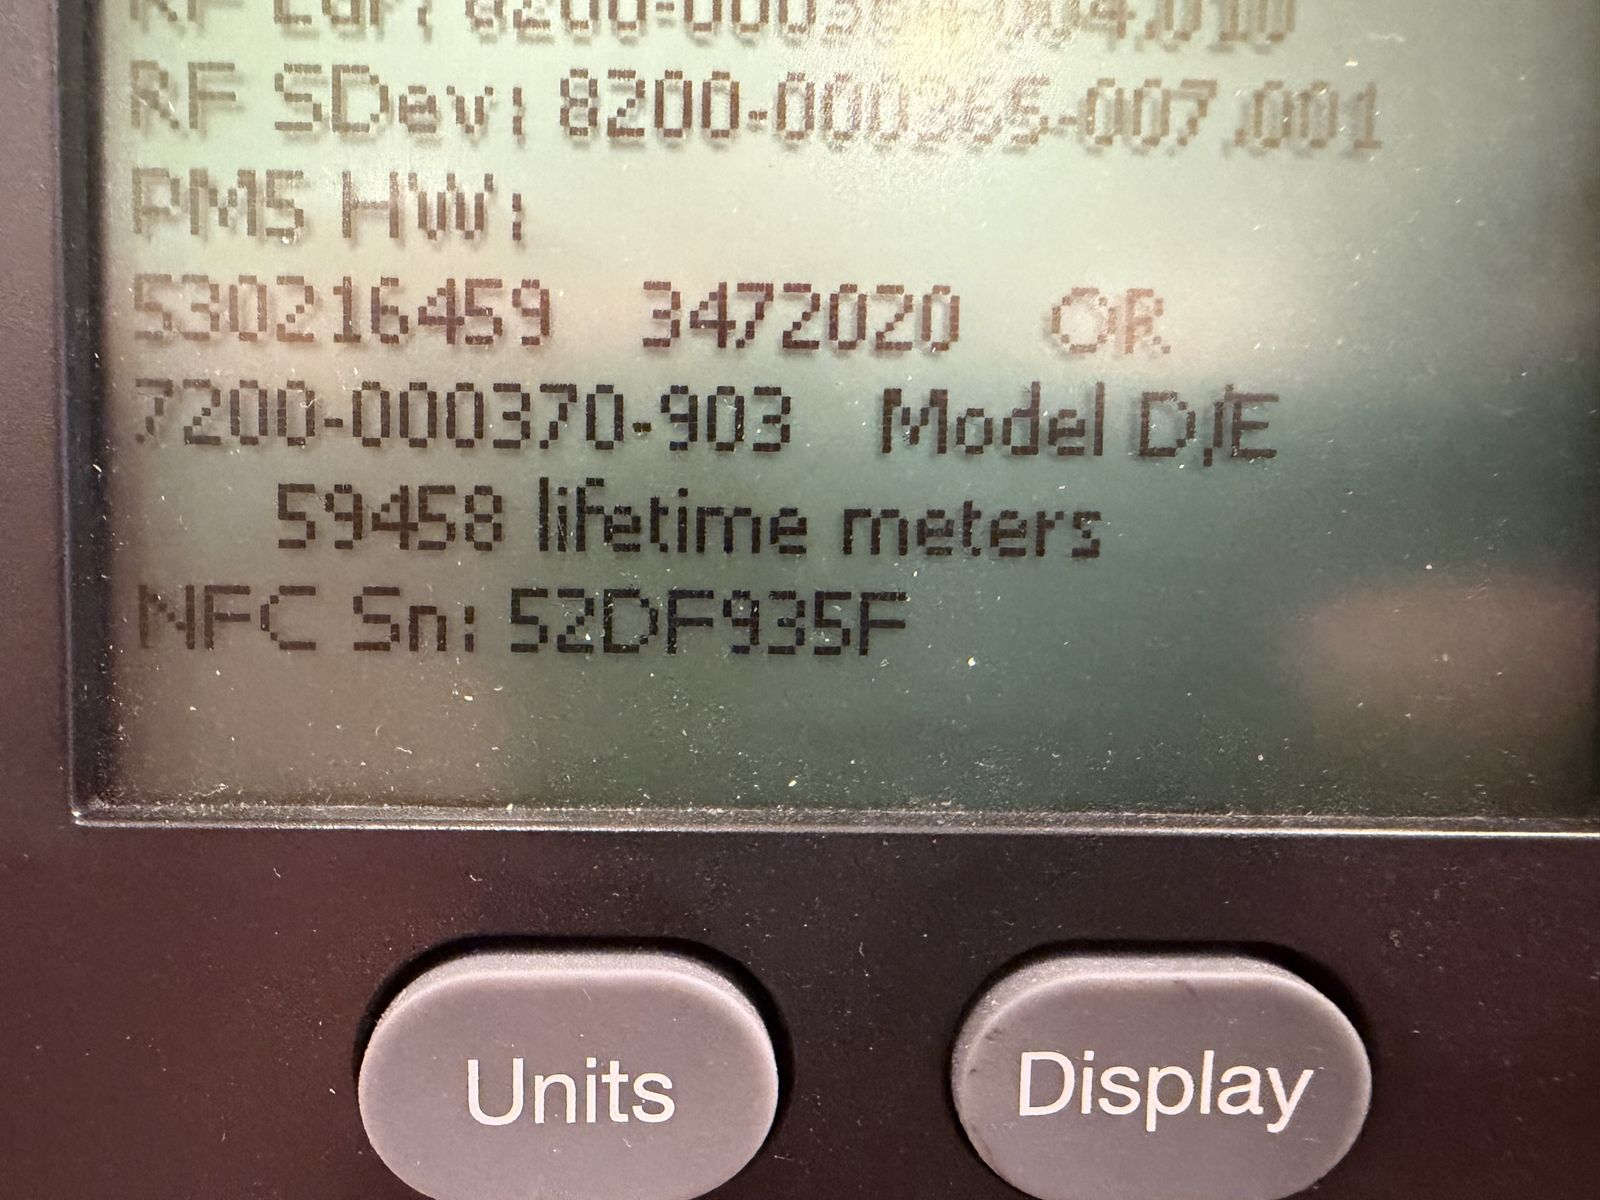 RF SDev: 8200-000365-007.001
PM5 HW:
530216459 3472020 OR
7200-000370-903 Model D/E
59458 lifetime meters
NFC Sn: 52DF935F
Units
Display